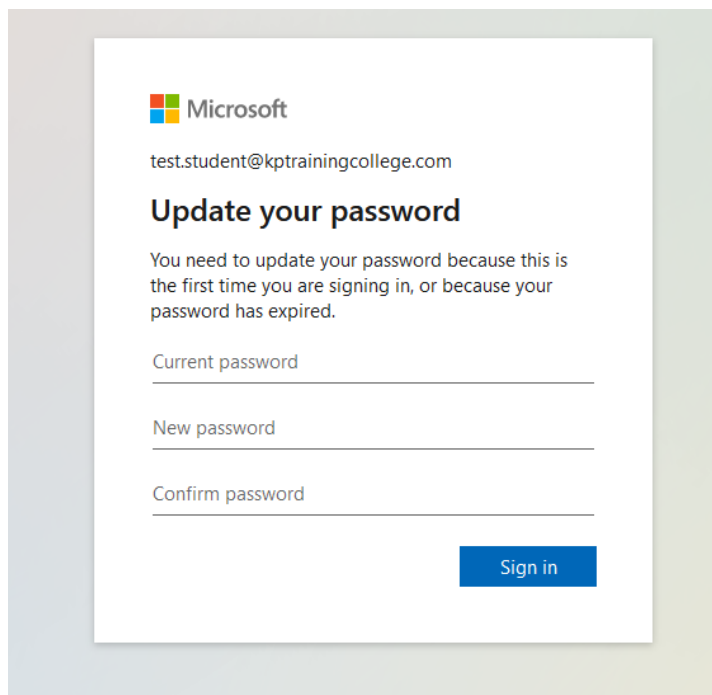 Microsoft
test.student@kptrainingcollege.com
Update your password
You need to update your password because this is
the first time you are signing in, or because your
password has expired.
Current password
New password
Confirm password
Sign in